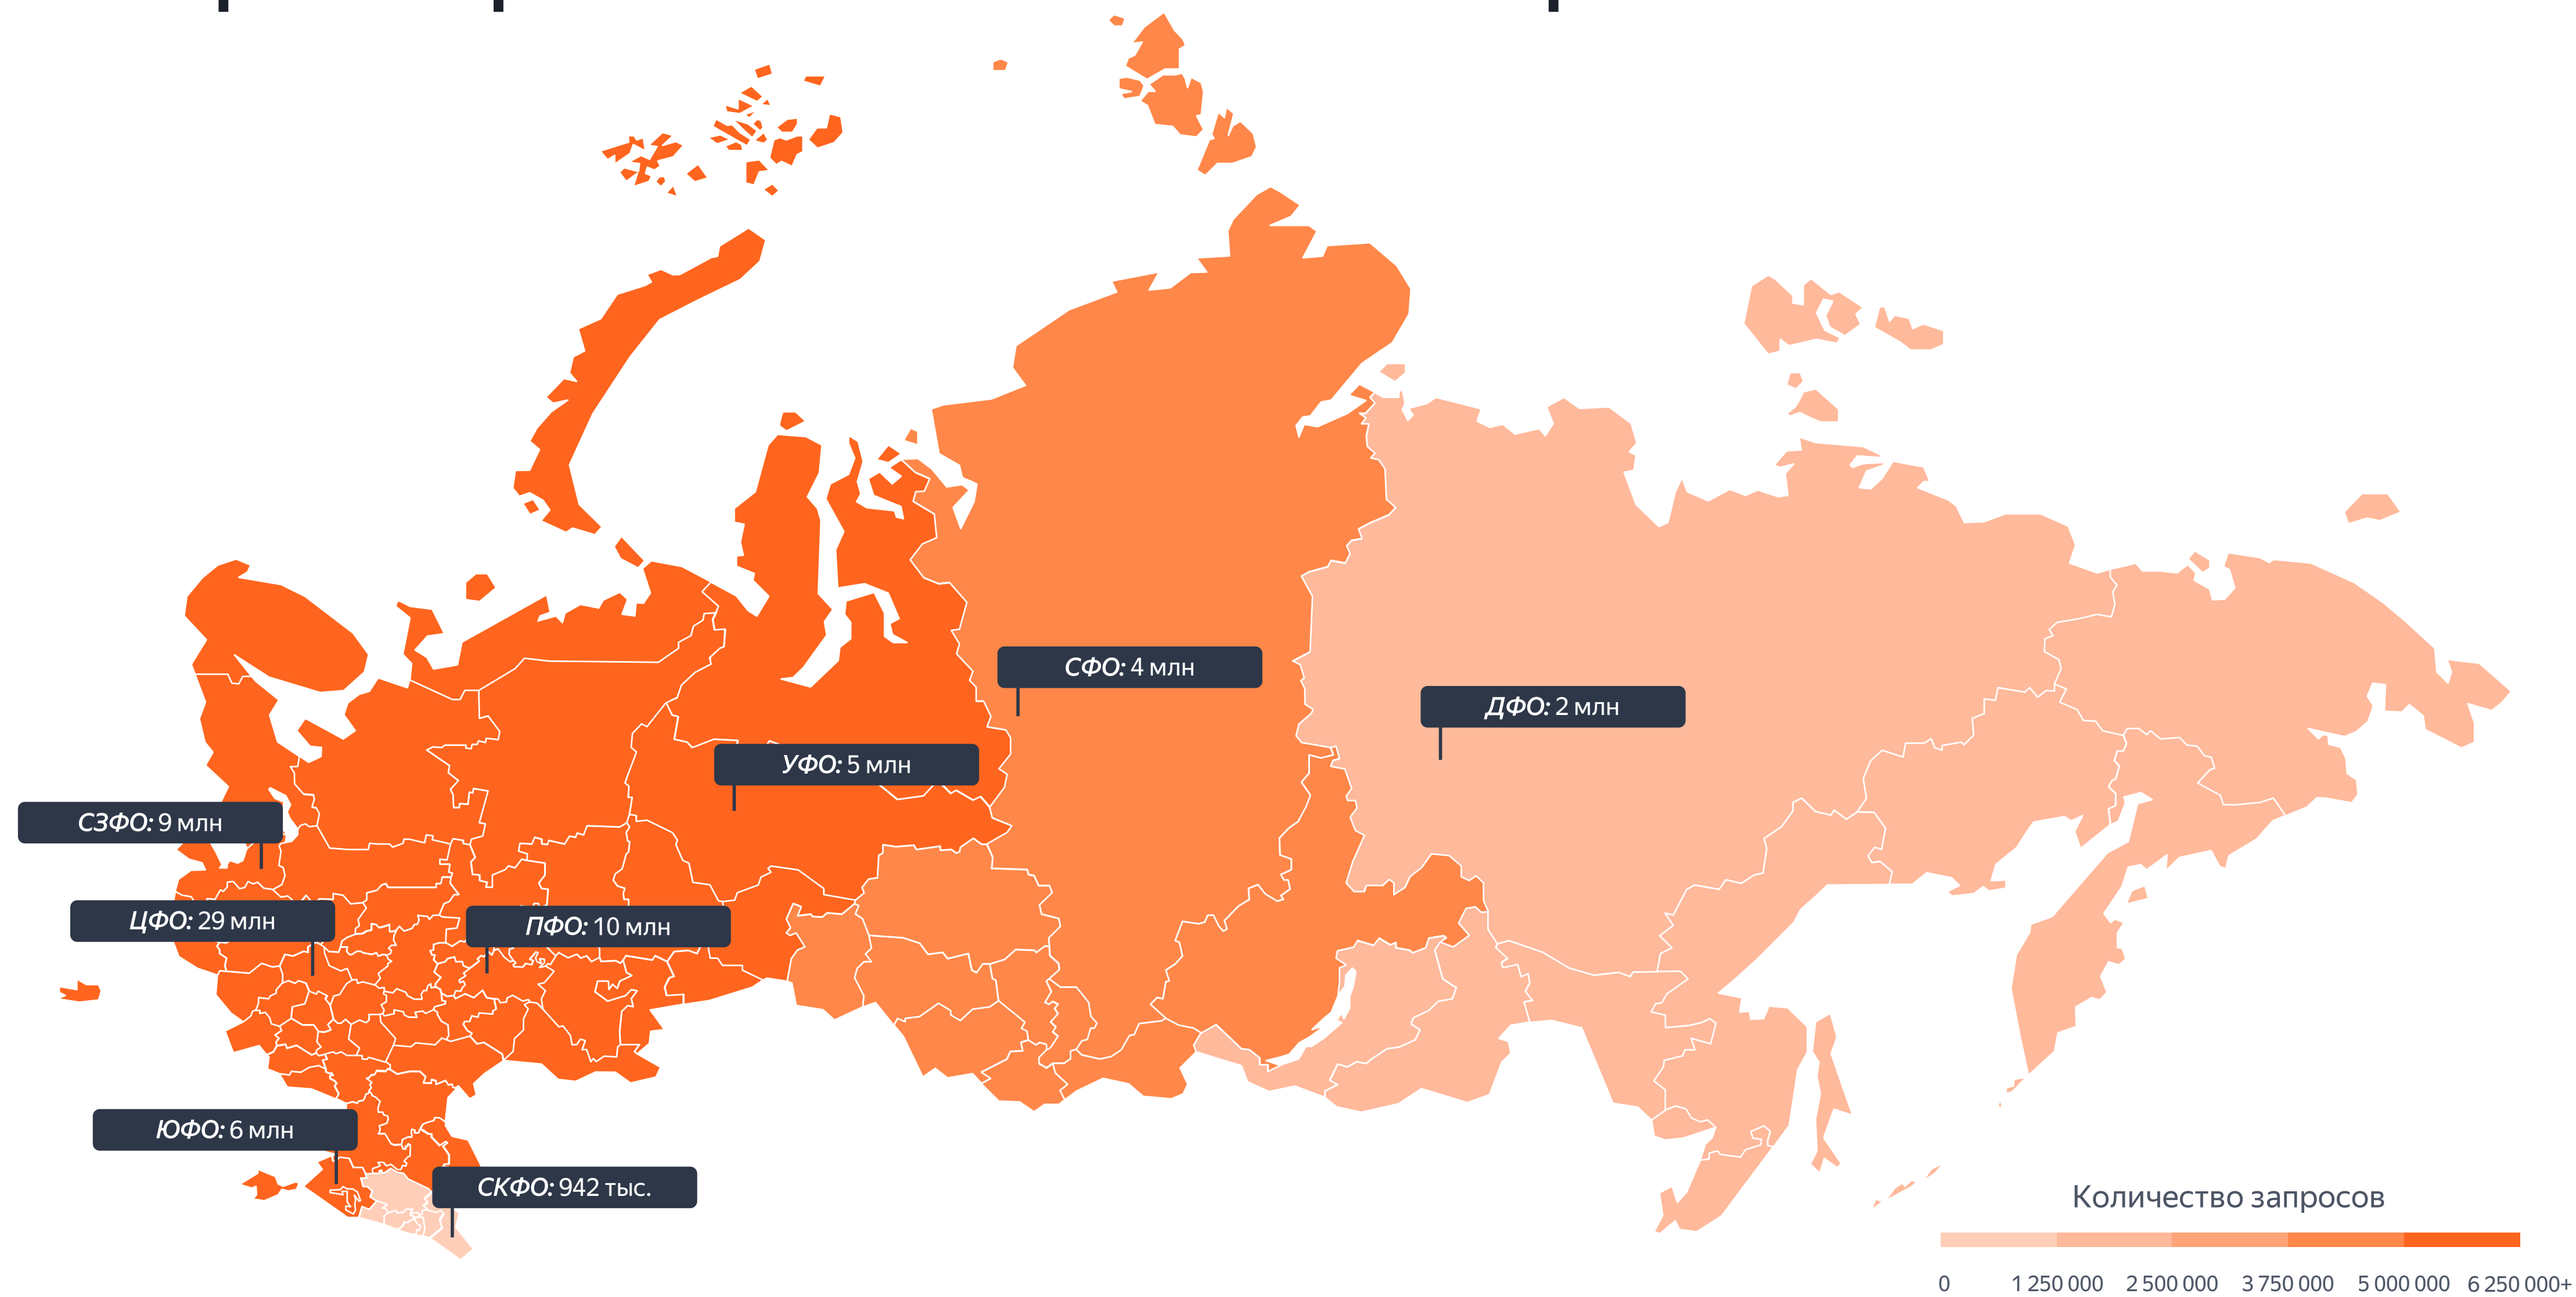 СФО: 4 млн
ДФО: 2 млн
УФО: 5 млн
СЗФО: 9 млн
ЦФО: 29 млн
ПФО: 10 млн
ЮФО: 6 млн
СКФО: 942 тыс.
Количество запросов
0 1 250 000 2 500 000 3 750 000 5 000 000 6 250 000+